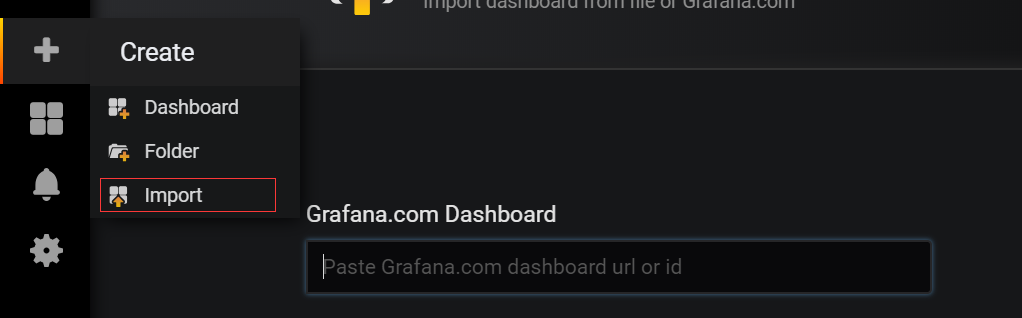 Import dashboard from file or Grafana.com
Create
Dashboard
Folder
Import
Grafana.com Dashboard
Paste Grafana.com dashboard url or id